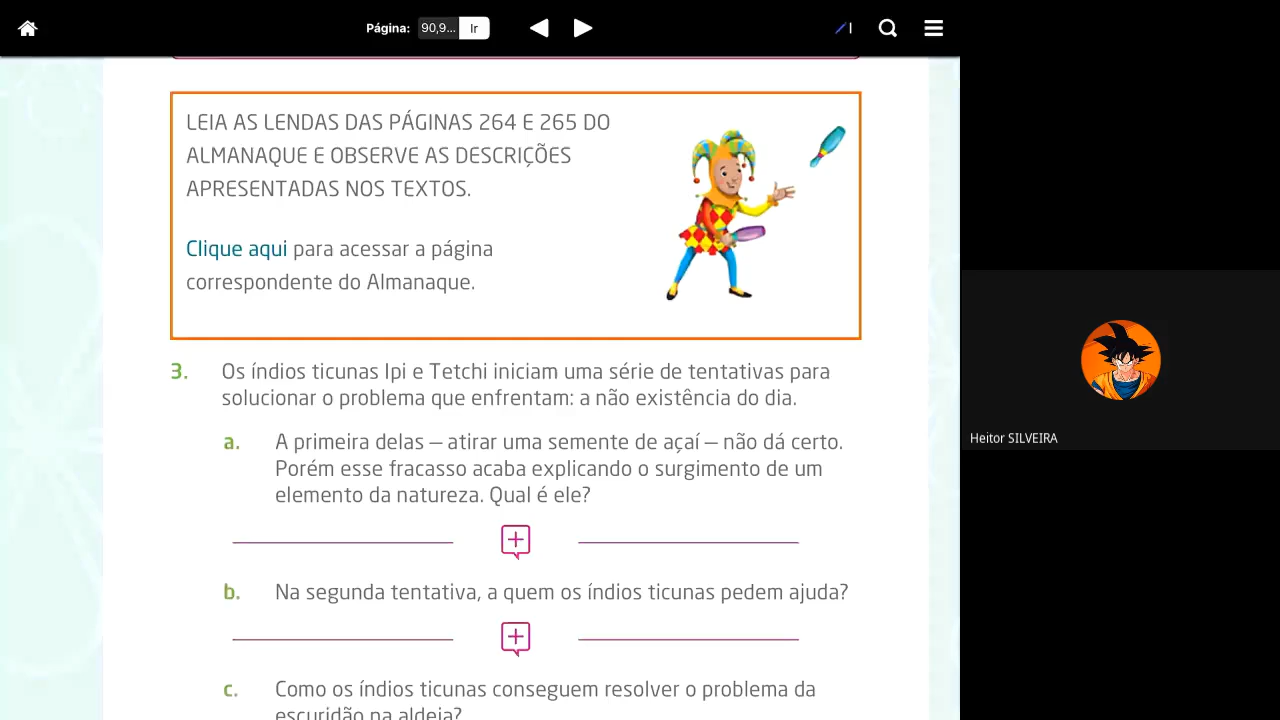 Página: 90,9... Ir
LEIA AS LENDAS DAS PÁGINAS 264 E 265 DO
ALMANAQUE E OBSERVE AS DESCRIÇÕES
APRESENTADAS NOS TEXTOS.
Clique aqui para acessar a página
correspondente do Almanaque.
3. Os índios ticunas Ipi e Tetchi iniciam uma série de tentativas para
solucionar o problema que enfrentam: a não existência do dia.
a. A primeira delas – atirar uma semente de açaí – não dá certo.
Porém esse fracasso acaba explicando o surgimento de um
elemento da natureza. Qual é ele?
b. Na segunda tentativa, a quem os índios ticunas pedem ajuda?
c. Como os índios ticunas conseguem resolver o problema da
escuridão na aldeia?
Heitor SILVEIRA